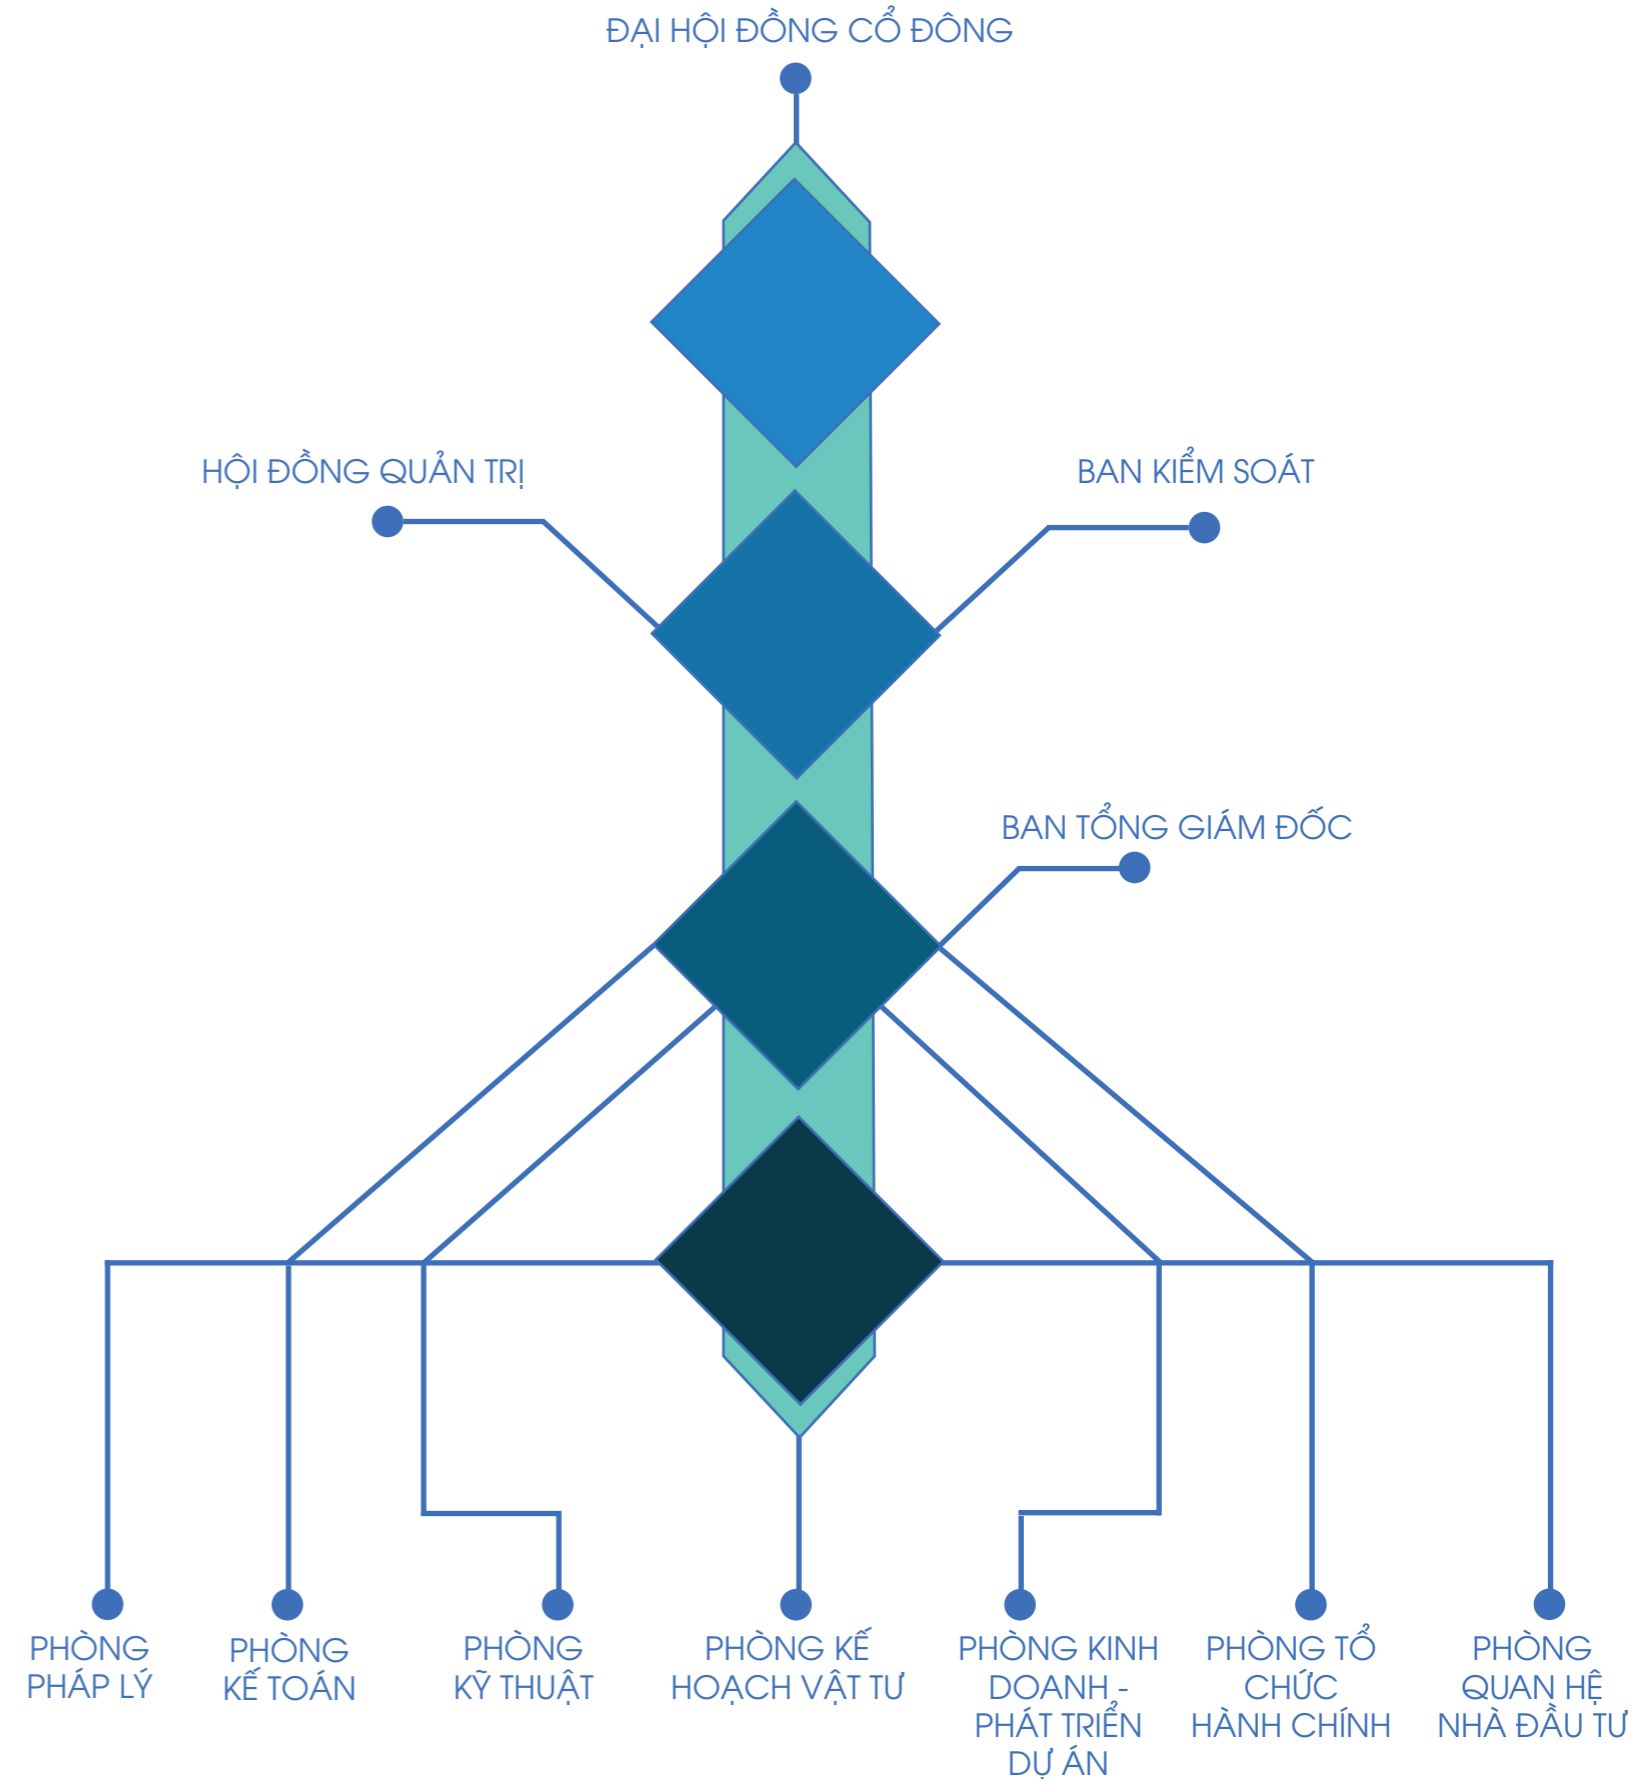 ĐẠI HỘI ĐỒNG CỔ ĐÔNG
HỘI ĐỒNG QUẢN TRỊ
BAN KIỂM SOÁT
BAN TỔNG GIÁM ĐỐC
PHÒNG
PHÁP LÝ
PHÒNG
KẾ TOÁN
PHÒNG
KỸ THUẬT
PHÒNG KẾ
HOẠCH VẬT TƯ
PHÒNG KINH
DOANH -
PHÁT TRIỂN
DỰ ÁN
PHÒNG TỔ
CHỨC
HÀNH CHÍNH
PHÒNG
QUAN HỆ
NHÀ ĐẦU TƯ